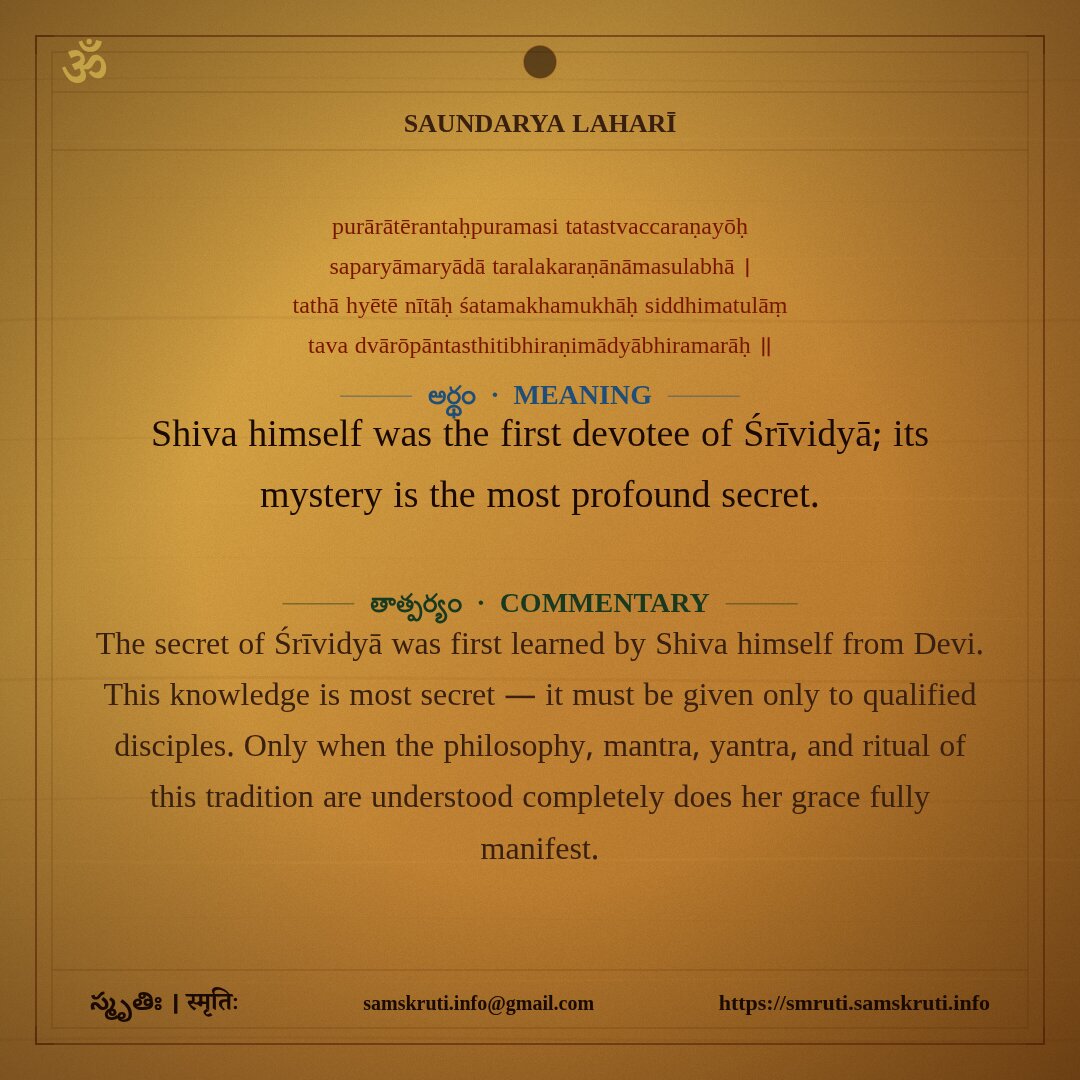 ॐ
SAUNDARYA LAHARĪ
purārātērantaḥpuramasi tatastvaccaraṇayōḥ
saparyāmaryādā taralakaraṇānāmasulabhā |
tathā hyētē nītāḥ śatamakhamukhāḥ siddhimatulāṃ
tava dvārōpāntasthitibhiraṇimādyābhiramarāḥ ||
అర్థం · MEANING
Shiva himself was the first devotee of Śrīvidyā; its
mystery is the most profound secret.
తాత్పర్యం · COMMENTARY
The secret of Śrīvidyā was first learned by Shiva himself from Devi.
This knowledge is most secret — it must be given only to qualified
disciples. Only when the philosophy, mantra, yantra, and ritual of
this tradition are understood completely does her grace fully
manifest.
స్మృతిః | स्मृतिः samskruti.info@gmail.com https://smruti.samskruti.info